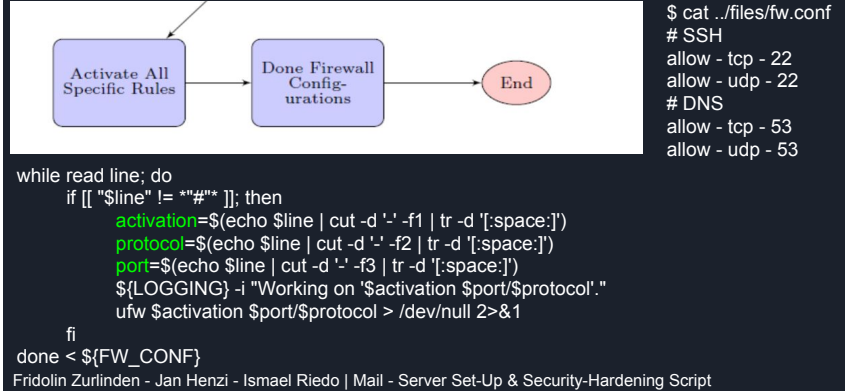 Activate All
Specific Rules
Done Firewall
Config-
urations
End
$ cat ../files/fw.conf
# SSH
allow - tcp - 22
allow - udp - 22
# DNS
allow - tcp - 53
allow - udp - 53
while read line; do
if [[ "$line" != *"#"* ]]; then
activation=$(echo $line | cut -d '-' -f1 | tr -d '[:space:]')
protocol=$(echo $line | cut -d '-' -f2 | tr -d '[:space:]')
port=$(echo $line | cut -d '-' -f3 | tr -d '[:space:]')
${LOGGING} -i "Working on '$activation $port/$protocol'."
ufw $activation $port/$protocol > /dev/null 2>&1
fi
done < ${FW_CONF}
Fridolin Zurlinden - Jan Henzi - Ismael Riedo | Mail - Server Set-Up & Security-Hardening Script